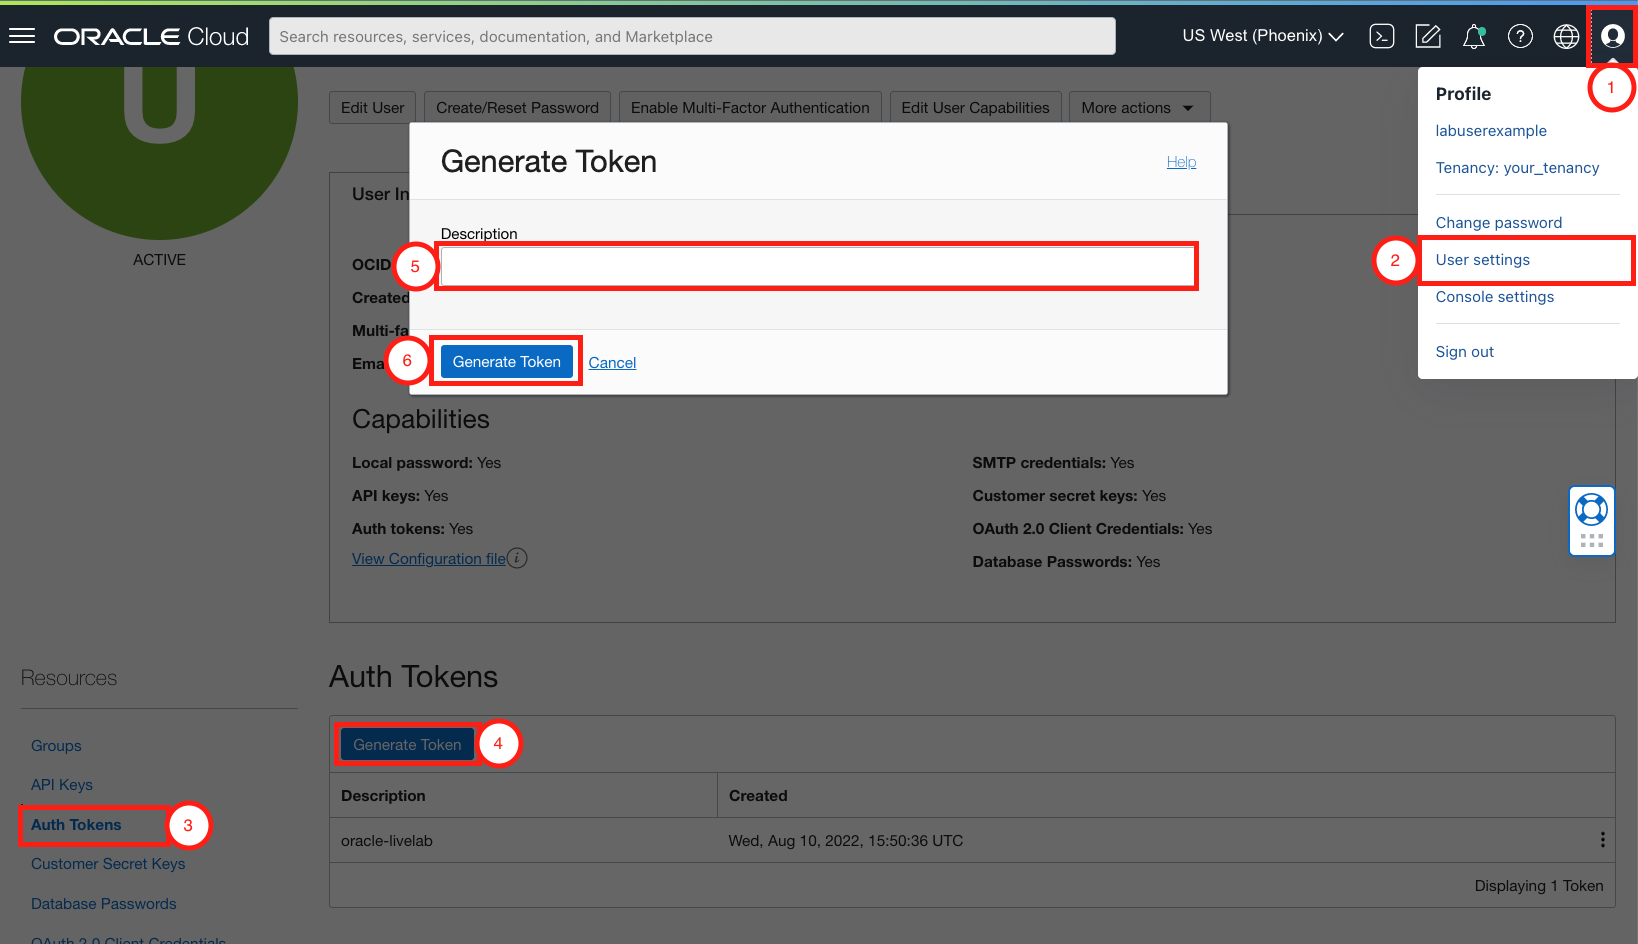 ORACLE Cloud
Search resources, services, documentation, and Marketplace
US West (Phoenix)
1
Profile
labuserexample
Tenancy: your_tenancy
Change password
2
User settings
Console settings
Sign out
U
ACTIVE
Edit User
Create/Reset Password
Enable Multi-Factor Authentication
Edit User Capabilities
More actions
Generate Token
Help
User In
Description
OCID
5
Created
Multi-fa
Ema
6
Generate Token
Cancel
Capabilities
Local password: Yes
API keys: Yes
Auth tokens: Yes
View Configuration file
i
SMTP credentials: Yes
Customer secret keys: Yes
OAuth 2.0 Client Credentials: Yes
Database Passwords: Yes
Resources
Groups
API Keys
Auth Tokens
3
Customer Secret Keys
Database Passwords
OAuth 2.0 Client Credentials
Auth Tokens
Generate Token
4
Description
Created
oracle-livelab
Wed, Aug 10, 2022, 15:50:36 UTC
Displaying 1 Token